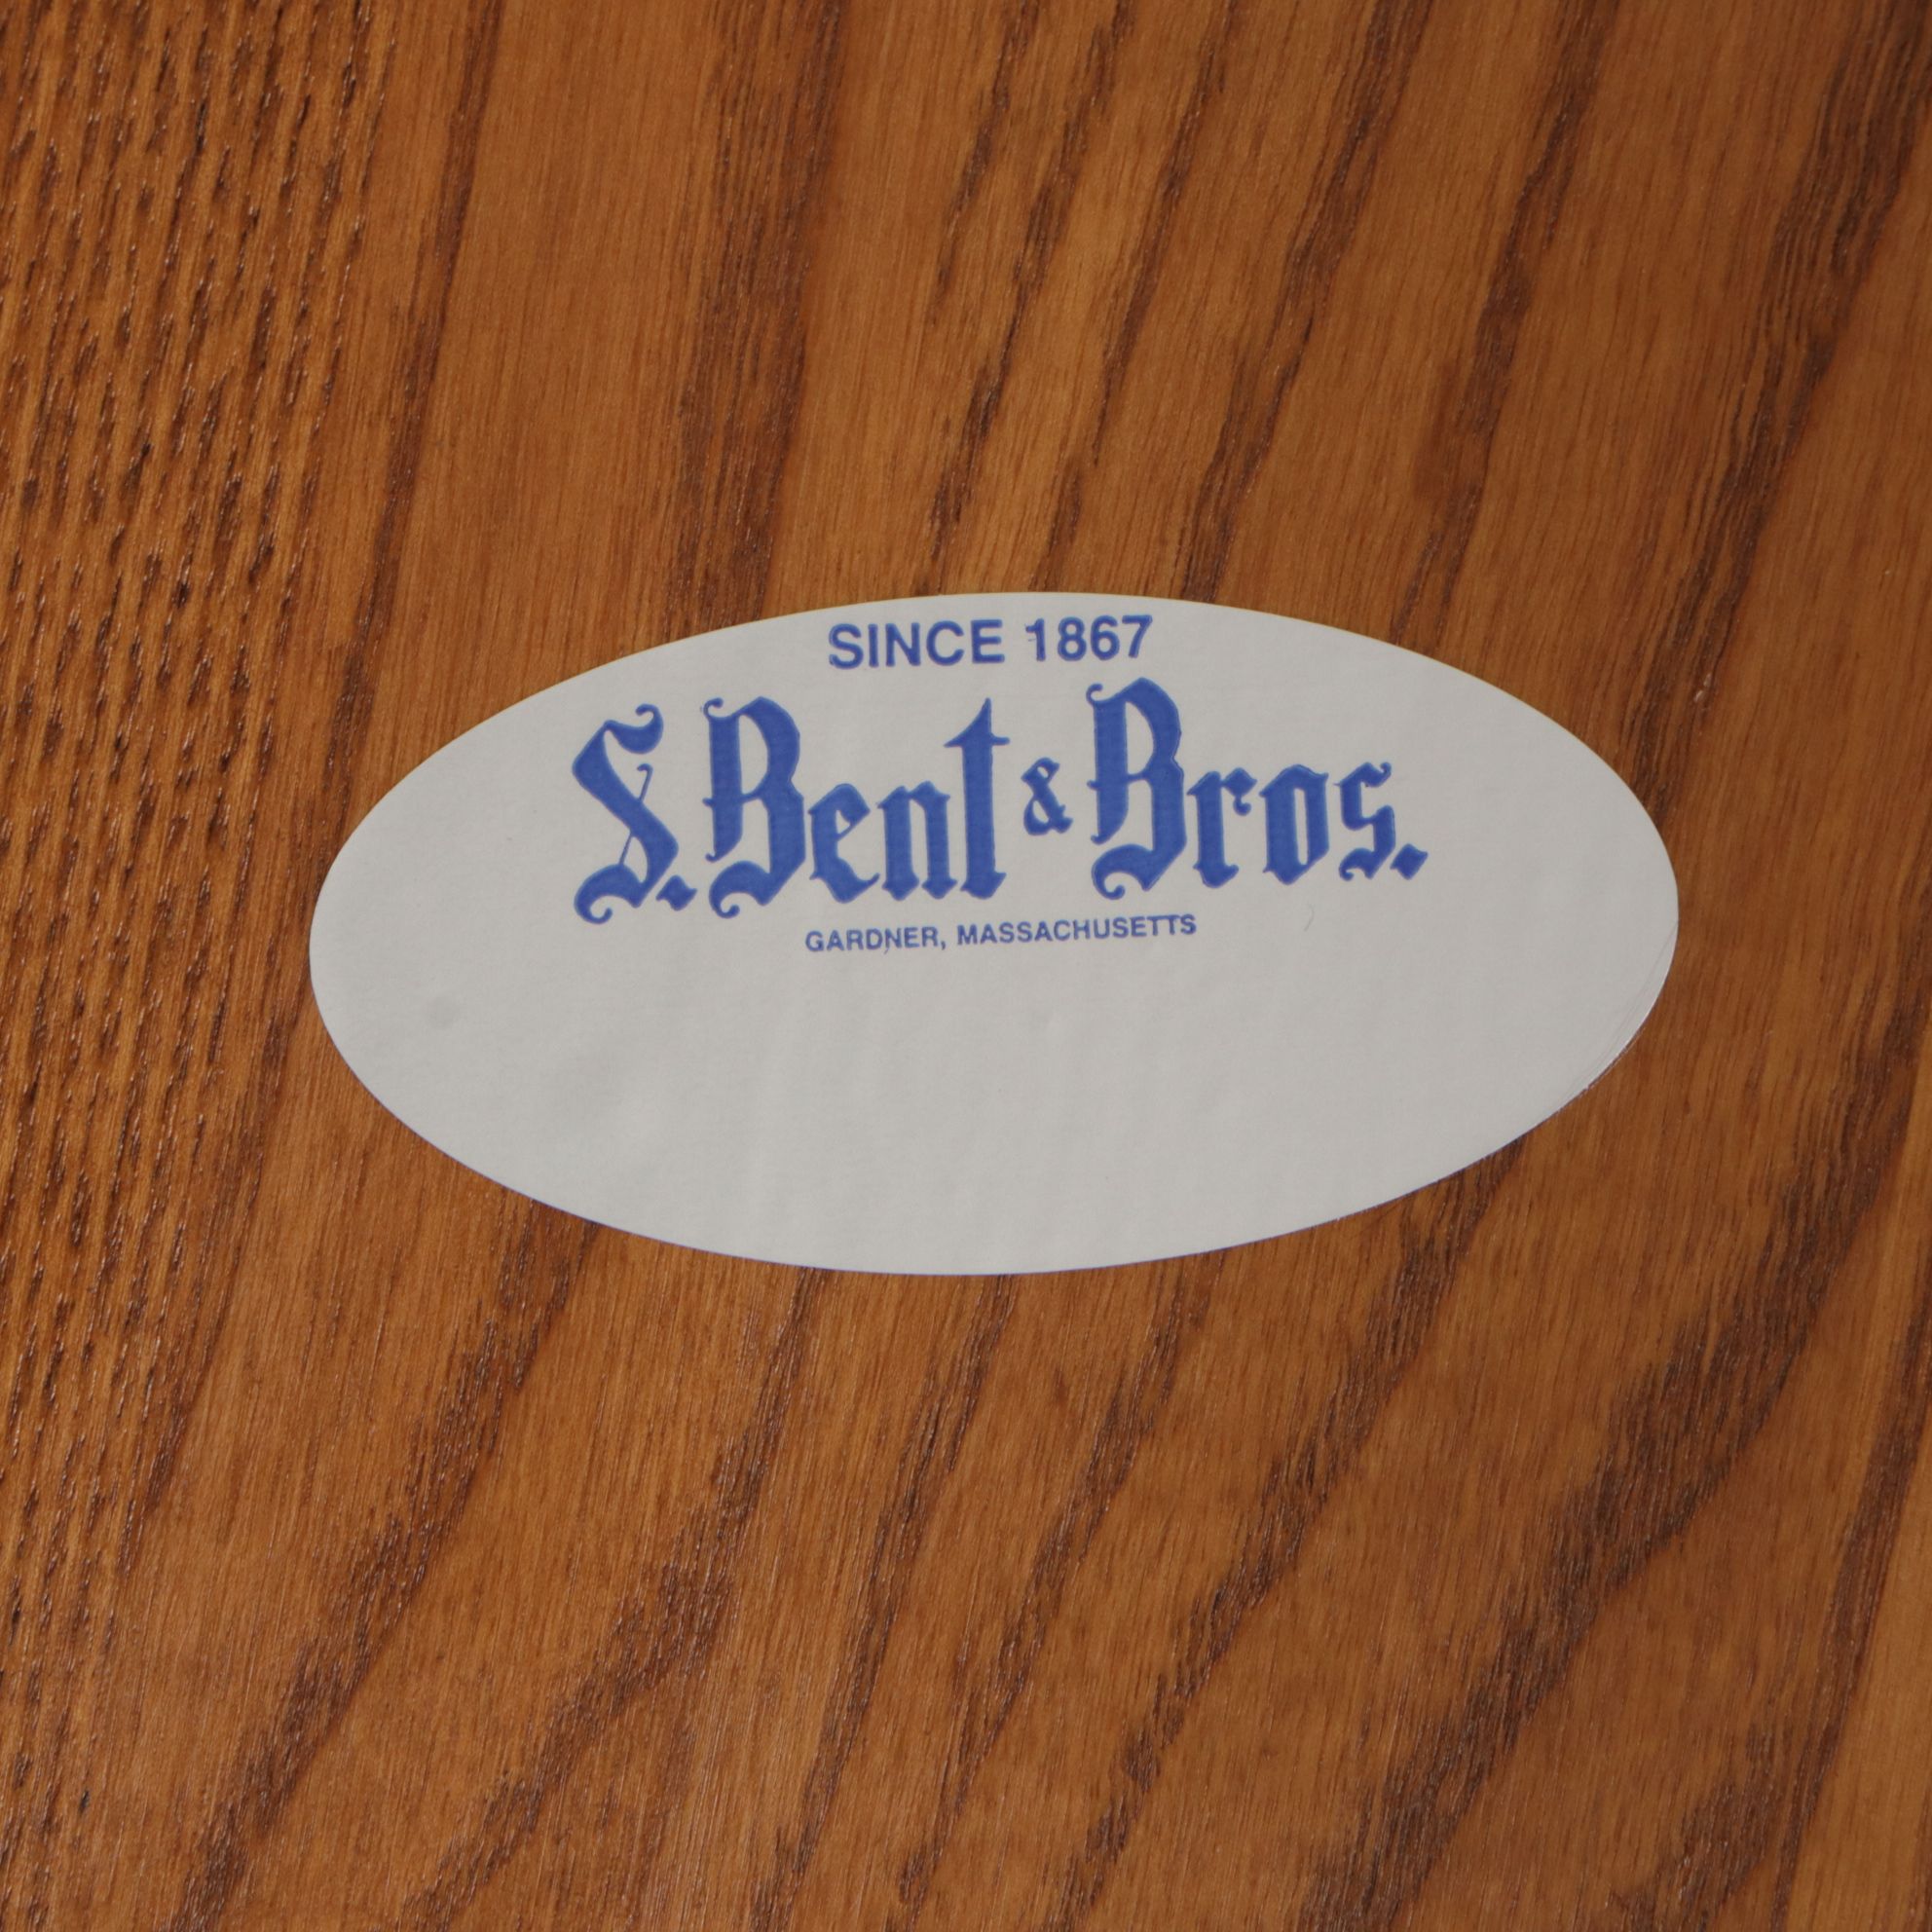 SINCE 1867
S. Bent & Bros.
GARDNER, MASSACHUSETTS